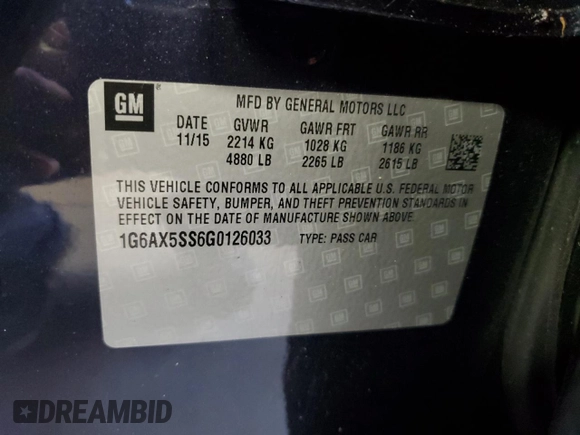 GM
MFD BY GENERAL MOTORS LLC
DATE GVWR GAWR FRT GAWR RR
11/15 2214 KG 1028 KG 1186 KG
4880 LB 2265 LB 2615 LB
THIS VEHICLE CONFORMS TO ALL APPLICABLE U.S. FEDERAL MOTOR
VEHICLE SAFETY, BUMPER, AND THEFT PREVENTION STANDARDS IN
EFFECT ON THE DATE OF MANUFACTURE SHOWN ABOVE.
1G6AX5SS6G0126033 TYPE: PASS CAR
DREAMBID